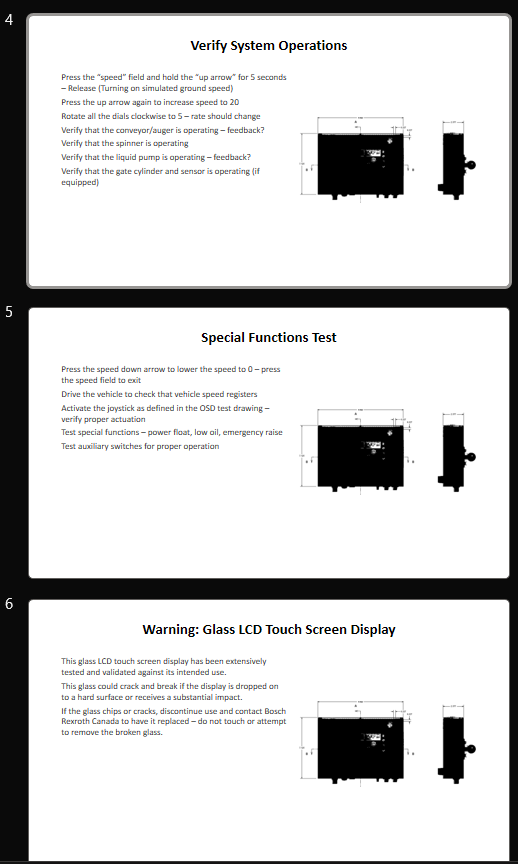 4
Verify System Operations
Press the “speed” field and hold the “up arrow” for 5 seconds
– Release (Turning on simulated ground speed)
Press the up arrow again to increase speed to 20
Rotate all the dials clockwise to 5 – rate should change
Verify that the conveyor/auger is operating – feedback?
Verify that the spinner is operating
Verify that the liquid pump is operating – feedback?
Verify that the gate cylinder and sensor is operating (if
equipped)
5
Special Functions Test
Press the speed down arrow to lower the speed to 0 – press
the speed field to exit
Drive the vehicle to check that vehicle speed registers
Activate the joystick as defined in the OSD test drawing –
verify proper actuation
Test special functions – power float, low oil, emergency raise
Test auxiliary switches for proper operation
6
Warning: Glass LCD Touch Screen Display
This glass LCD touch screen display has been extensively
tested and validated against its intended use.
This glass could crack and break if the display is dropped on
to a hard surface or receives a substantial impact.
If the glass chips or cracks, discontinue use and contact Bosch
Rexroth Canada to have it replaced – do not touch or attempt
to remove the broken glass.